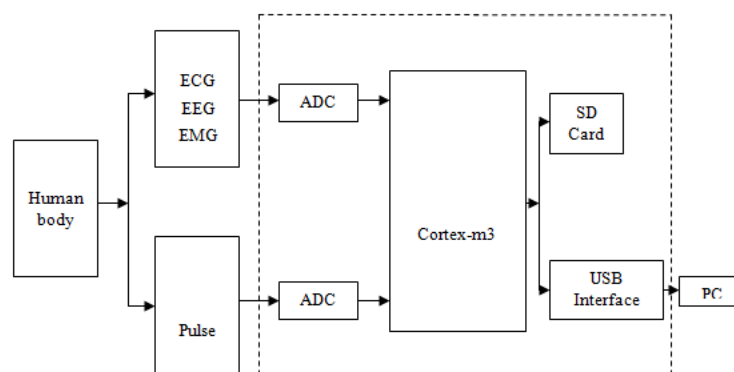 ECG
EEG
EMG
ADC
SD
Card
Human
body
Cortex-m3
USB
Interface
PC
ADC
Pulse